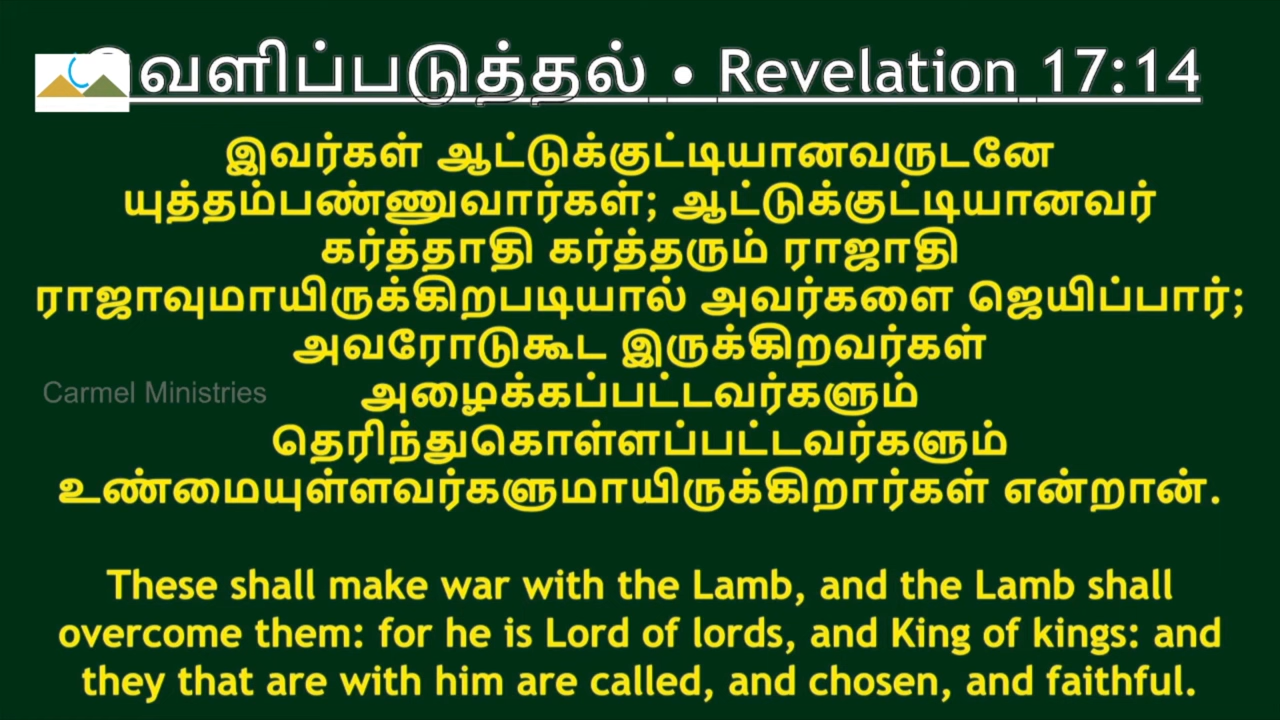 வெளிப்படுத்தல் • Revelation 17:14
இவர்கள் ஆட்டுக்குட்டியானவருடனே
யுத்தம்பண்ணுவார்கள்; ஆட்டுக்குட்டியானவர்
கர்த்தாதி கர்த்தரும் ராஜாதி
ராஜாவுமாயிருக்கிறபடியால் அவர்களை ஜெயிப்பார்;
அவரோடுகூட இருக்கிறவர்கள்
Carmel Ministries
அழைக்கப்பட்டவர்களும்
தெரிந்துகொள்ளப்பட்டவர்களும்
உண்மையுள்ளவர்களுமாயிருக்கிறார்கள் என்றான்.
These shall make war with the Lamb, and the Lamb shall
overcome them: for he is Lord of lords, and King of kings: and
they that are with him are called, and chosen, and faithful.